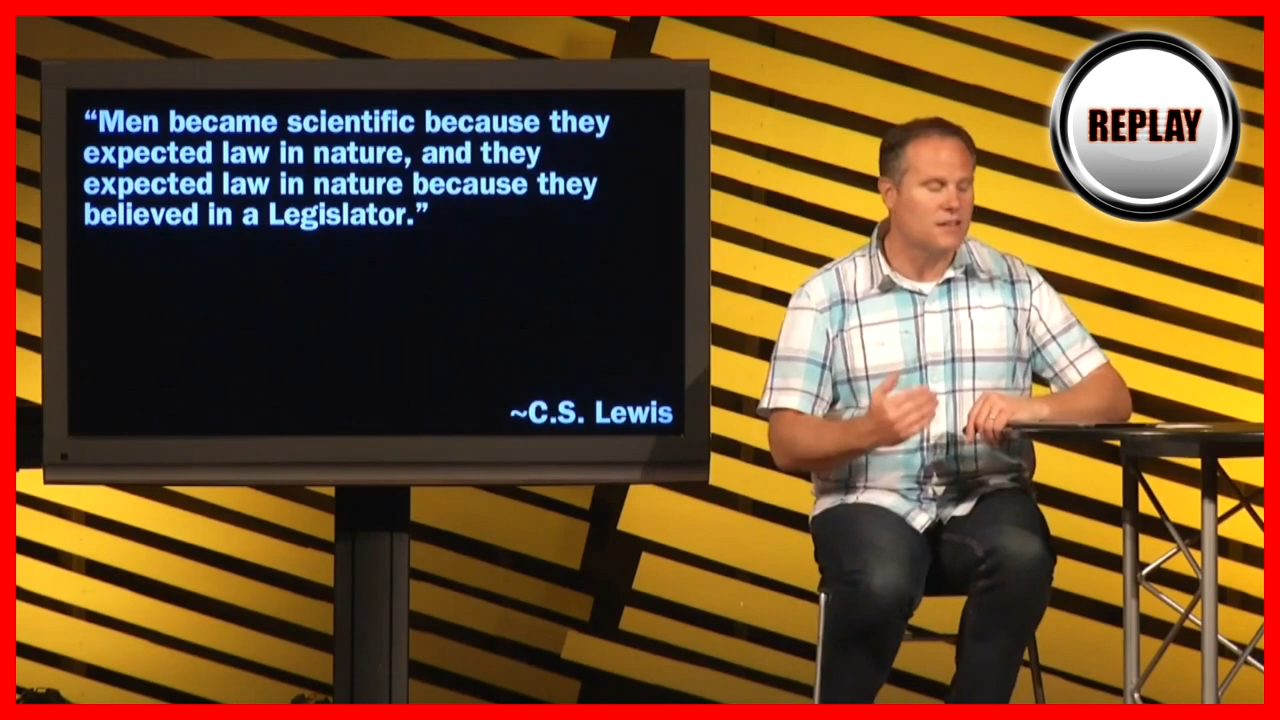 “Men became scientific because they
expected law in nature, and they
expected law in nature because they
believed in a Legislator.”
~C.S. Lewis
REPLAY